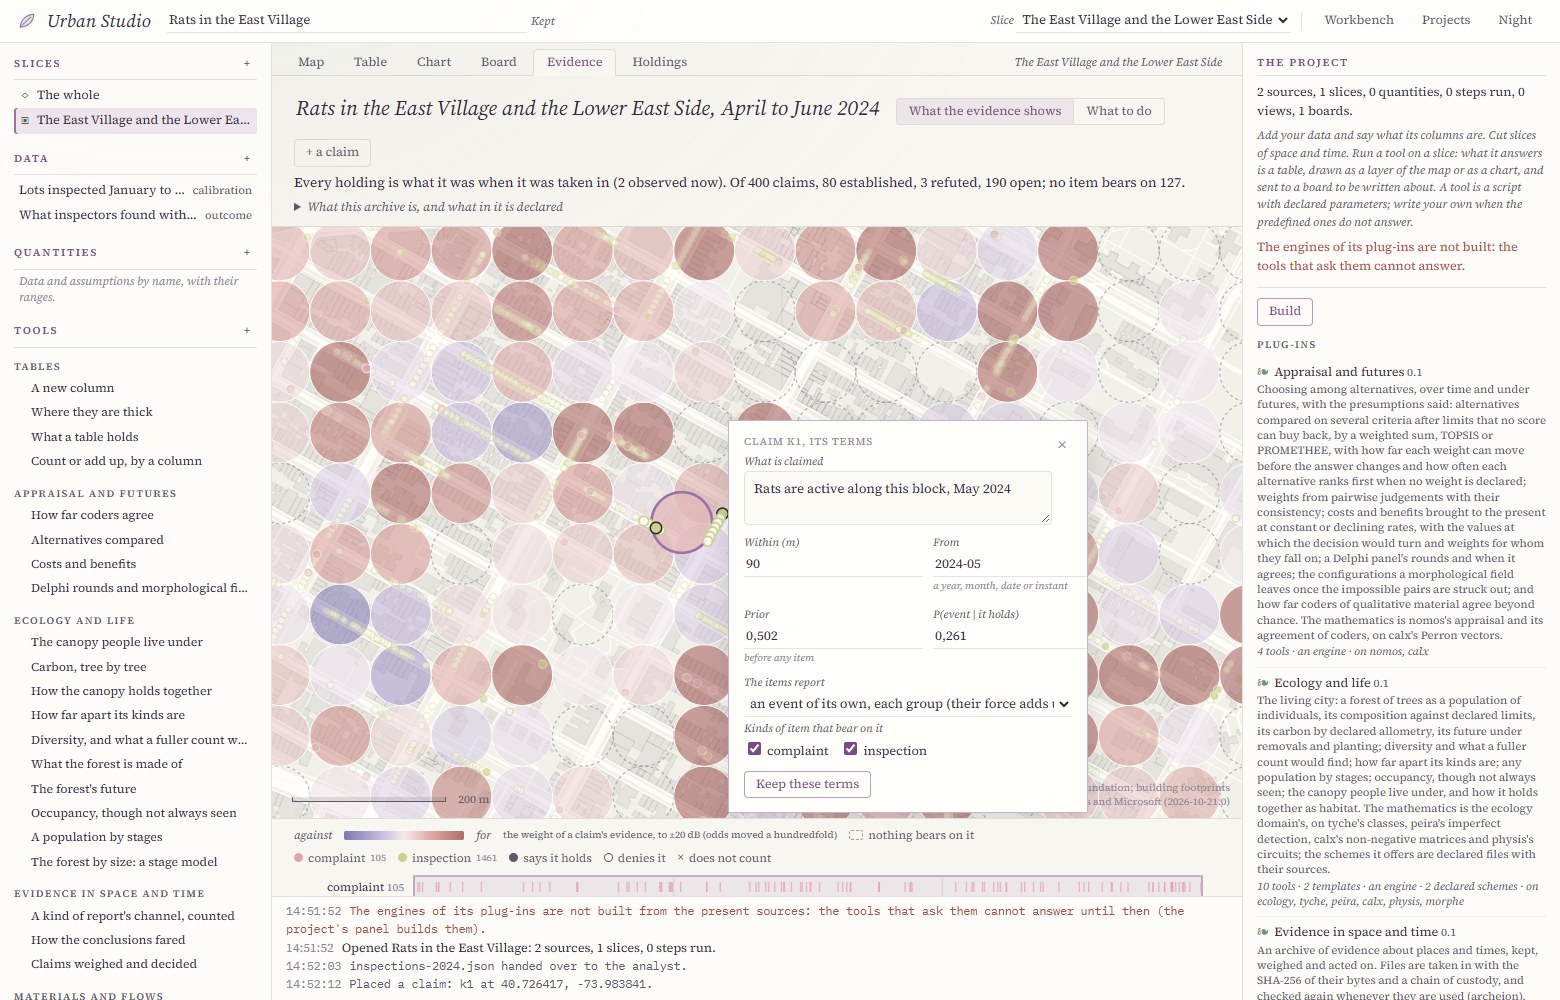 Urban Studio
Rats in the East Village
Kept
Slice The East Village and the Lower East Side
Workbench
Projects
Night
SLICES +
The whole
The East Village and the Lower Ea...
DATA +
Lots inspected January to ... calibration
What inspectors found with... outcome
QUANTITIES +
Data and assumptions by name, with their
ranges.
TOOLS +
TABLES
A new column
Where they are thick
What a table holds
Count or add up, by a column
APPRAISAL AND FUTURES
How far coders agree
Alternatives compared
Costs and benefits
Delphi rounds and morphological fi...
ECOLOGY AND LIFE
The canopy people live under
Carbon, tree by tree
How the canopy holds together
How far apart its kinds are
Diversity, and what a fuller count w...
What the forest is made of
The forest's future
Occupancy, though not always seen
A population by stages
The forest by size: a stage model
EVIDENCE IN SPACE AND TIME
A kind of report's channel, counted
How the conclusions fared
Claims weighed and decided
MATERIALS AND FLOWS
Map
Table
Chart
Board
Evidence
Holdings
The East Village and the Lower East Side
Rats in the East Village and the Lower East Side, April to June 2024
What the evidence shows
What to do
+ a claim
Every holding is what it was when it was taken in (2 observed now). Of 400 claims, 80 established, 3 refuted, 190 open; no item bears on 127.
What this archive is, and what in it is declared
CLAIM K1, ITS TERMS ×
What is claimed
Rats are active along this block, May 2024
Within (m) From
90 2024-05
a year, month, date or instant
Prior P(event | it holds)
0,502 0,261
before any item
The items report
an event of its own, each group (their force adds
Kinds of item that bear on it
complaint inspection
Keep these terms
200 m
undation; building footprints
and Microsoft (2026-10-21:0)
against for the weight of a claim's evidence, to ±20 dB (odds moved a hundredfold) nothing bears on it
complaint 105 inspection 1461 says it holds denies it × does not count
complaint 105
14:51:52 The engines of its plug-ins are not built from the present sources: the tools that ask them cannot answer until then (the
project's panel builds them).
14:51:52 Opened Rats in the East Village: 2 sources, 1 slices, 0 steps run.
14:52:03 inspections-2024.json handed over to the analyst.
14:52:12 Placed a claim: k1 at 40.726417, -73.983841.
THE PROJECT
2 sources, 1 slices, 0 quantities, 0 steps run, 0
views, 1 boards.
Add your data and say what its columns are. Cut slices
of space and time. Run a tool on a slice: what it answers
is a table, drawn as a layer of the map or as a chart, and
sent to a board to be written about. A tool is a script
with declared parameters; write your own when the
predefined ones do not answer.
The engines of its plug-ins are not built: the
tools that ask them cannot answer.
Build
PLUG-INS
Appraisal and futures 0.1
Choosing among alternatives, over time and under
futures, with the presumptions said: alternatives
compared on several criteria after limits that no score
can buy back, by a weighted sum, TOPSIS or
PROMETHEE, with how far each weight can move
before the answer changes and how often each
alternative ranks first when no weight is declared;
weights from pairwise judgements with their
consistency; costs and benefits brought to the present
at constant or declining rates, with the values at
which the decision would turn and weights for whom
they fall on; a Delphi panel's rounds and when it
agrees; the configurations a morphological field
leaves once the impossible pairs are struck out; and
how far coders of qualitative material agree beyond
chance. The mathematics is nomos's appraisal and its
agreement of coders, on calx's Perron vectors.
4 tools · an engine · on nomos, calx
Ecology and life 0.1
The living city: a forest of trees as a population of
individuals, its composition against declared limits,
its carbon by declared allometry, its future under
removals and planting; diversity and what a fuller
count would find; how far apart its kinds are; any
population by stages; occupancy, though not always
seen; the canopy people live under, and how it holds
together as habitat. The mathematics is the ecology
domain's, on tyche's classes, peira's imperfect
detection, calx's non-negative matrices and physis's
circuits; the schemes it offers are declared files with
their sources.
10 tools · 2 templates · an engine · 2 declared schemes · on
ecology, tyche, peira, calx, physis, morphe
Evidence in space and time 0.1
An archive of evidence about places and times, kept,
weighed and acted on. Files are taken in with the
SHA-256 of their bytes and a chain of custody, and
checked again whenever they are used (archeion).